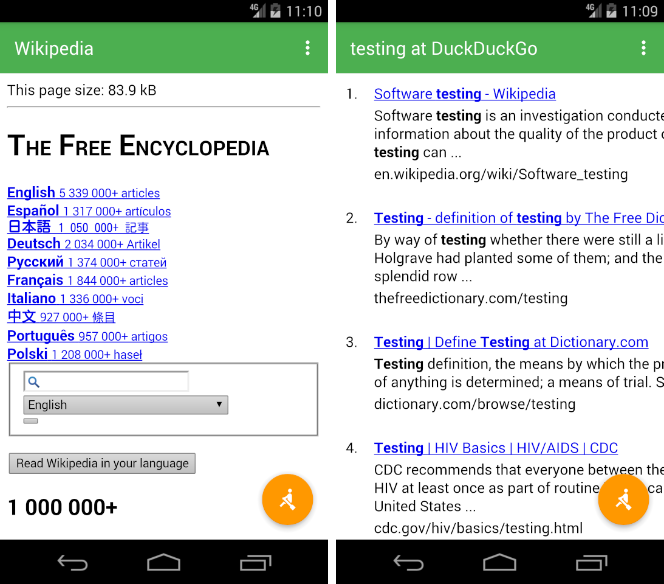 4G 11:10
Wikipedia
This page size: 83.9 kB
The Free Encyclopedia
English 5 339 000+ articles
Español 1 317 000+ artículos
日本語 1 050 000+ 記事
Deutsch 2 034 000+ Artikel
Русский 1 374 000+ статей
Français 1 844 000+ articles
Italiano 1 336 000+ voci
中文 927 000+ 條目
Português 957 000+ artigos
Polski 1 208 000+ haseł
English
Read Wikipedia in your language
1 000 000+
4G 11:09
testing at DuckDuckGo
1. Software testing - Wikipedia
Software testing is an investigation conducte
information about the quality of the product o
testing can ...
en.wikipedia.org/wiki/Software_testing
2. Testing - definition of testing by The Free Dic
By way of testing whether there were still a li
Holgrave had planted some of them; and the
splendid row ...
thefreedictionary.com/testing
3. Testing | Define Testing at Dictionary.com
Testing definition, the means by which the pr
of anything is determined; a means of trial. S
dictionary.com/browse/testing
4. Testing | HIV Basics | HIV/AIDS | CDC
CDC recommends that everyone between the
HIV at least once as part of routine ca
United States ...
cdc.gov/hiv/basics/testing.html